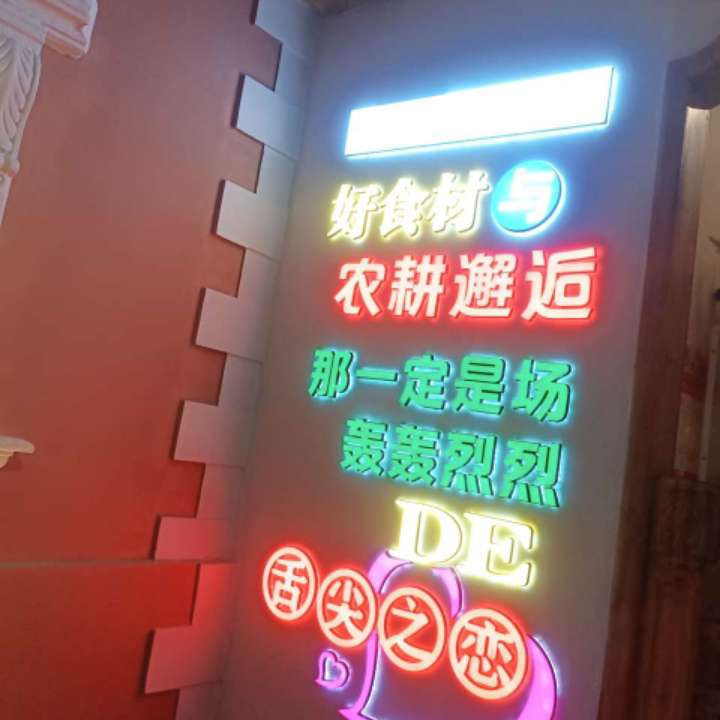 好食材与
农耕邂逅
那一定是场
轰轰烈烈
DE
舌尖之恋